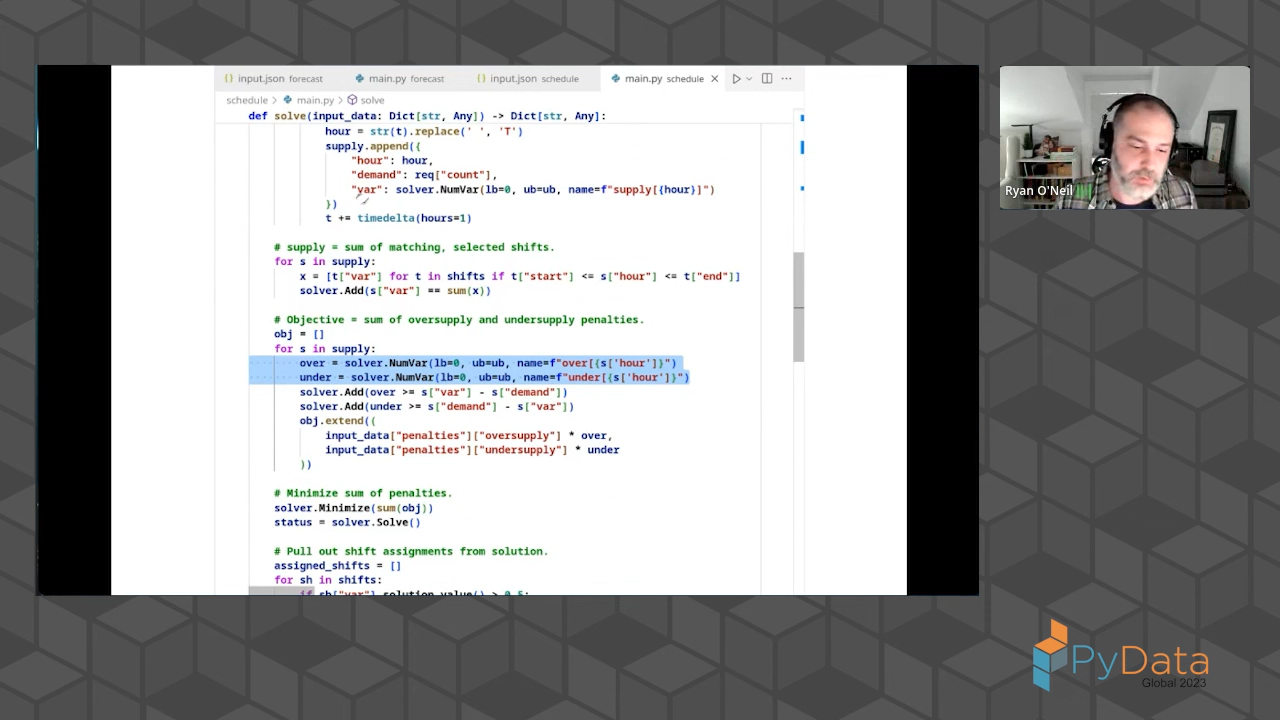 input.json forecast
main.py forecast
input.json schedule
main.py schedule
schedule > main.py > solve
def solve(input_data: Dict[str, Any]) -> Dict[str, Any]:
hour = str(t).replace(' ', 'T')
supply.append({
"hour": hour,
"demand": req["count"],
"var": solver.NumVar(lb=0, ub=ub, name=f"supply[{hour}]")
})
t += timedelta(hours=1)
# supply = sum of matching, selected shifts.
for s in supply:
x = [t["var"] for t in shifts if t["start"] <= s["hour"] <= t["end"]]
solver.Add(s["var"] == sum(x))
# Objective = sum of oversupply and undersupply penalties.
obj = []
for s in supply:
over = solver.NumVar(lb=0, ub=ub, name=f"over[{s['hour']}")
under = solver.NumVar(lb=0, ub=ub, name=f"under[{s['hour']}")
solver.Add(over >= s["var"] - s["demand"])
solver.Add(under >= s["demand"] - s["var"])
obj.extend((
input_data["penalties"]["oversupply"] * over,
input_data["penalties"]["undersupply"] * under
))
# Minimize sum of penalties.
solver.Minimize(sum(obj))
status = solver.Solve()
# Pull out shift assignments from solution.
assigned_shifts = []
for sh in shifts:
if sh["var"].solution_value() > 0.5:
Ryan O'Neil
PyData
Global 2023